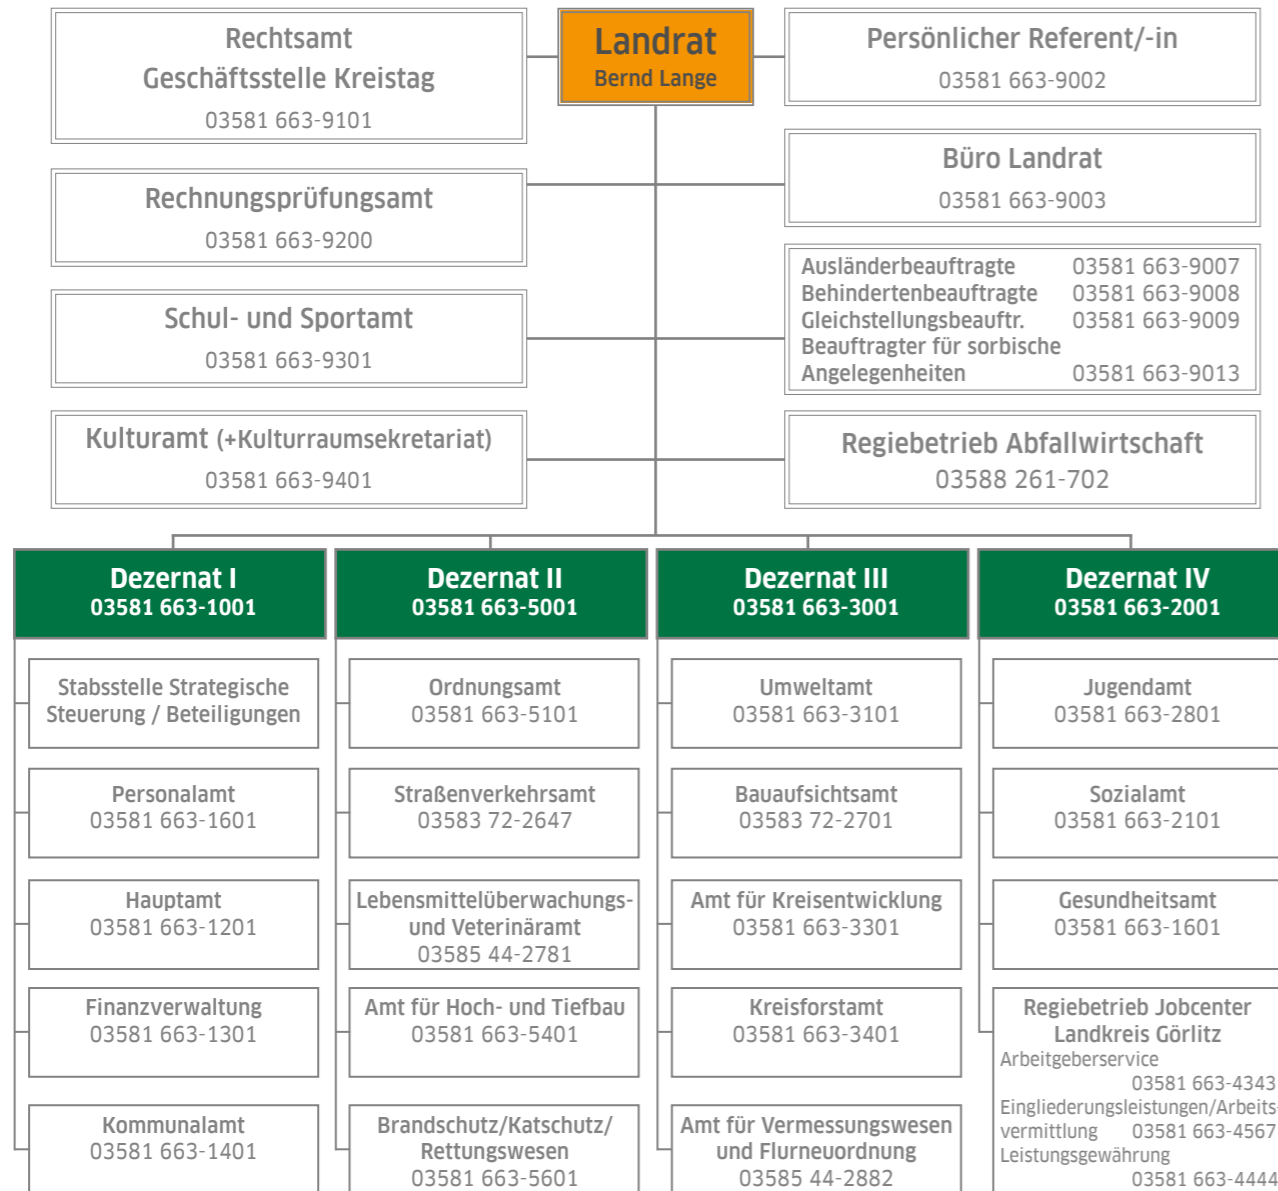 Rechtsamt
Geschäftsstelle Kreistag
03581 663-9101
Landrat
Bernd Lange
Persönlicher Referent/-in
03581 663-9002
Büro Landrat
03581 663-9003
Rechnungsprüfungsamt
03581 663-9200
Ausländerbeauftragte 03581 663-9007
Behindertenbeauftragte 03581 663-9008
Gleichstellungsbeauftr. 03581 663-9009
Beauftragter für sorbische
Angelegenheiten 03581 663-9013
Schul- und Sportamt
03581 663-9301
Kulturamt (+Kulturraumsekretariat)
03581 663-9401
Regiebetrieb Abfallwirtschaft
03588 261-702
Dezernat I
03581 663-1001
Stabsstelle Strategische
Steuerung / Beteiligungen
Personalamt
03581 663-1601
Hauptamt
03581 663-1201
Finanzverwaltung
03581 663-1301
Kommunalamt
03581 663-1401
Dezernat II
03581 663-5001
Ordnungsamt
03581 663-5101
Straßenverkehrsamt
03583 72-2647
Lebensmittelüberwachungs-
und Veterinäramt
03585 44-2781
Amt für Hoch- und Tiefbau
03581 663-5401
Brandschutz/Katschutz/
Rettungswesen
03581 663-5601
Dezernat III
03581 663-3001
Umweltamt
03581 663-3101
Bauaufsichtsamt
03583 72-2701
Amt für Kreisentwicklung
03581 663-3301
Kreisforstamt
03581 663-3401
Amt für Vermessungswesen
und Flurneuordnung
03585 44-2882
Dezernat IV
03581 663-2001
Jugendamt
03581 663-2801
Sozialamt
03581 663-2101
Gesundheitsamt
03581 663-1601
Regiebetrieb Jobcenter
Landkreis Görlitz
Arbeitgeberservice
03581 663-4343
Eingliederungsleistungen/Arbeits-
vermittlung 03581 663-4567
Leistungsgewährung
03581 663-4444